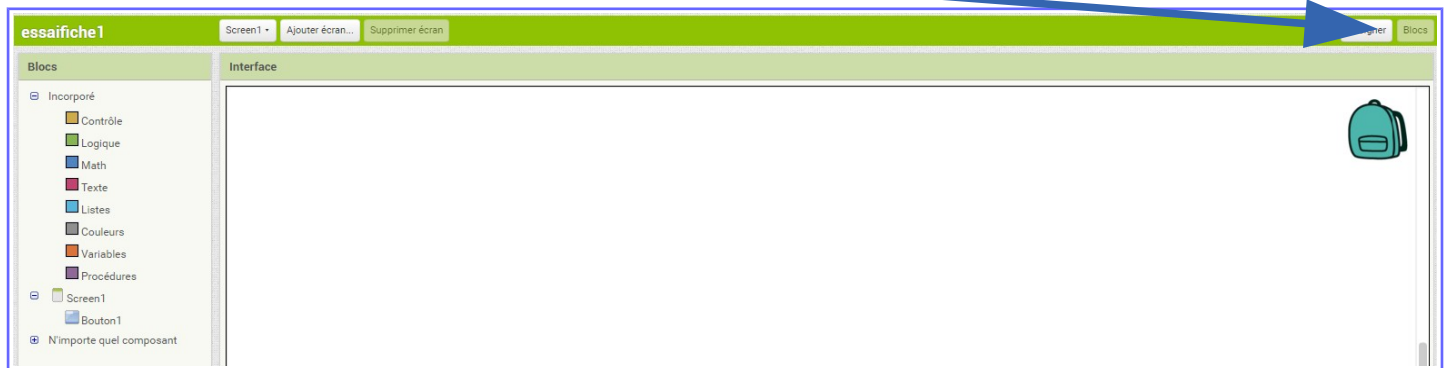 essaifiche1
Screen1 Ajouter écran... Supprimer écran
Blocs
Blocs
Interface
Incorporé
Contrôle
Logique
Math
Texte
Listes
Couleurs
Variables
Procédures
Screen1
Bouton1
N'importe quel composant